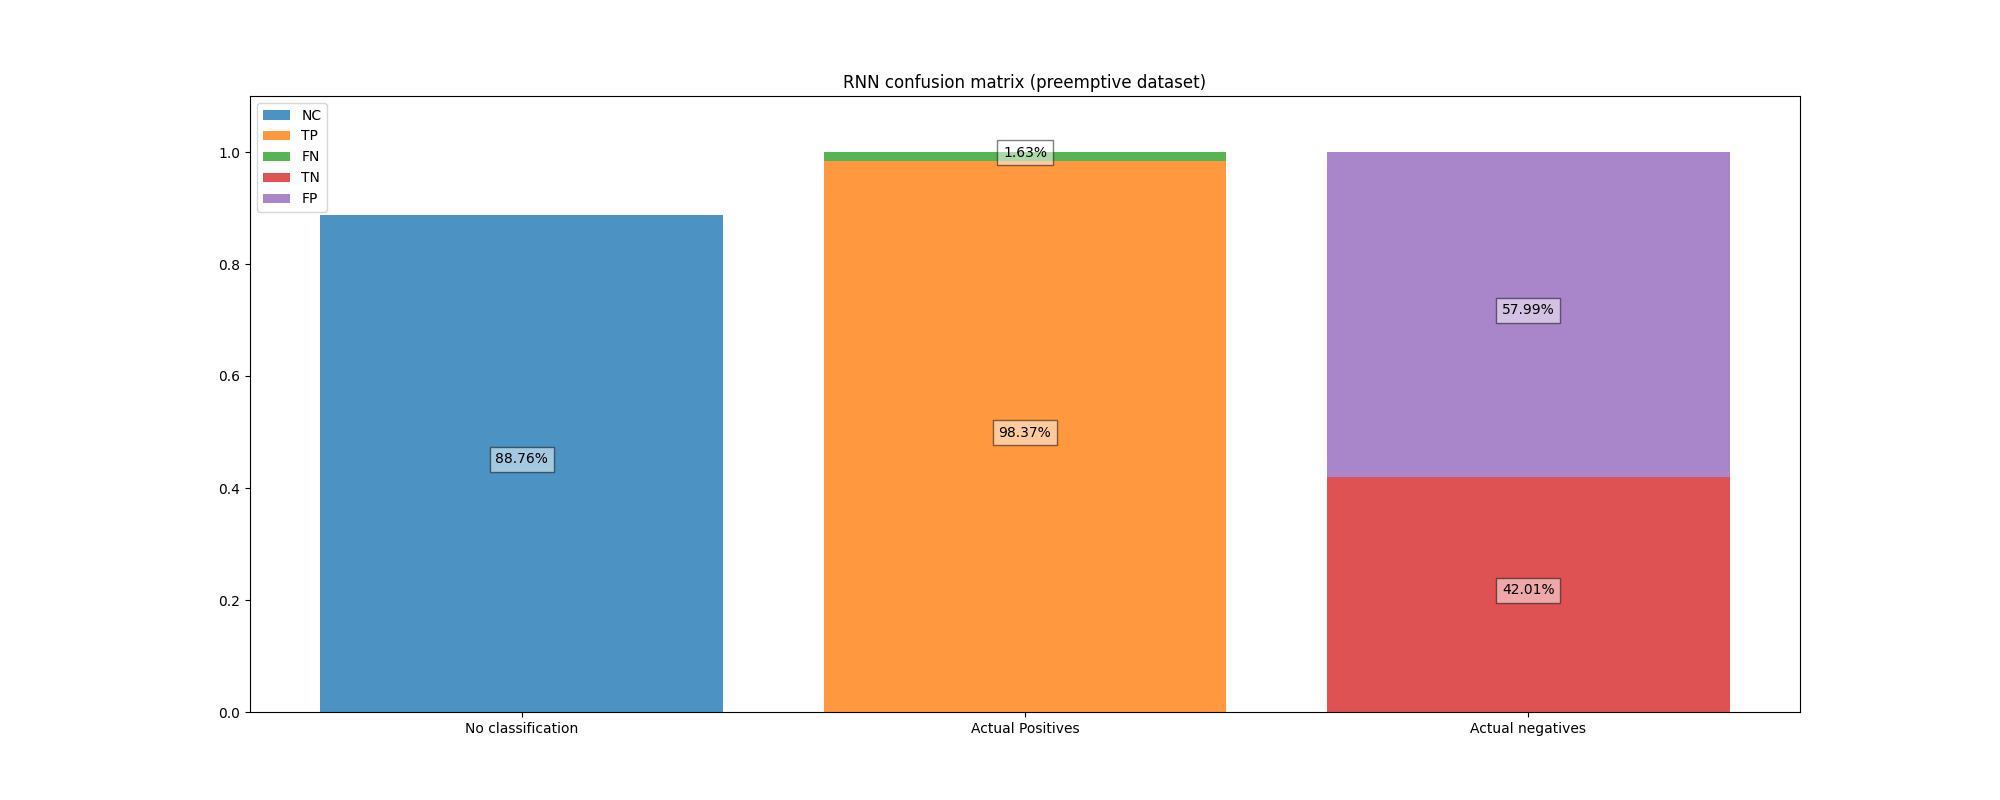 RNN confusion matrix (preemptive dataset)
NC
TP
FN
TN
FP
1.0
0.8
0.6
0.4
0.2
0.0
88.76%
1.63%
98.37%
57.99%
42.01%
No classification
Actual Positives
Actual negatives